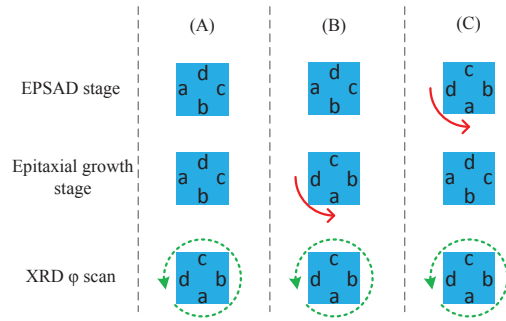 (A) (B) (C)
EPSAD stage
d
a c
b
d
a c
b
c
d b
a
Epitaxial growth
stage
d
a c
b
c
d b
a
d
a c
b
XRD φ scan
c
d b
a
c
d b
a
c
d b
a